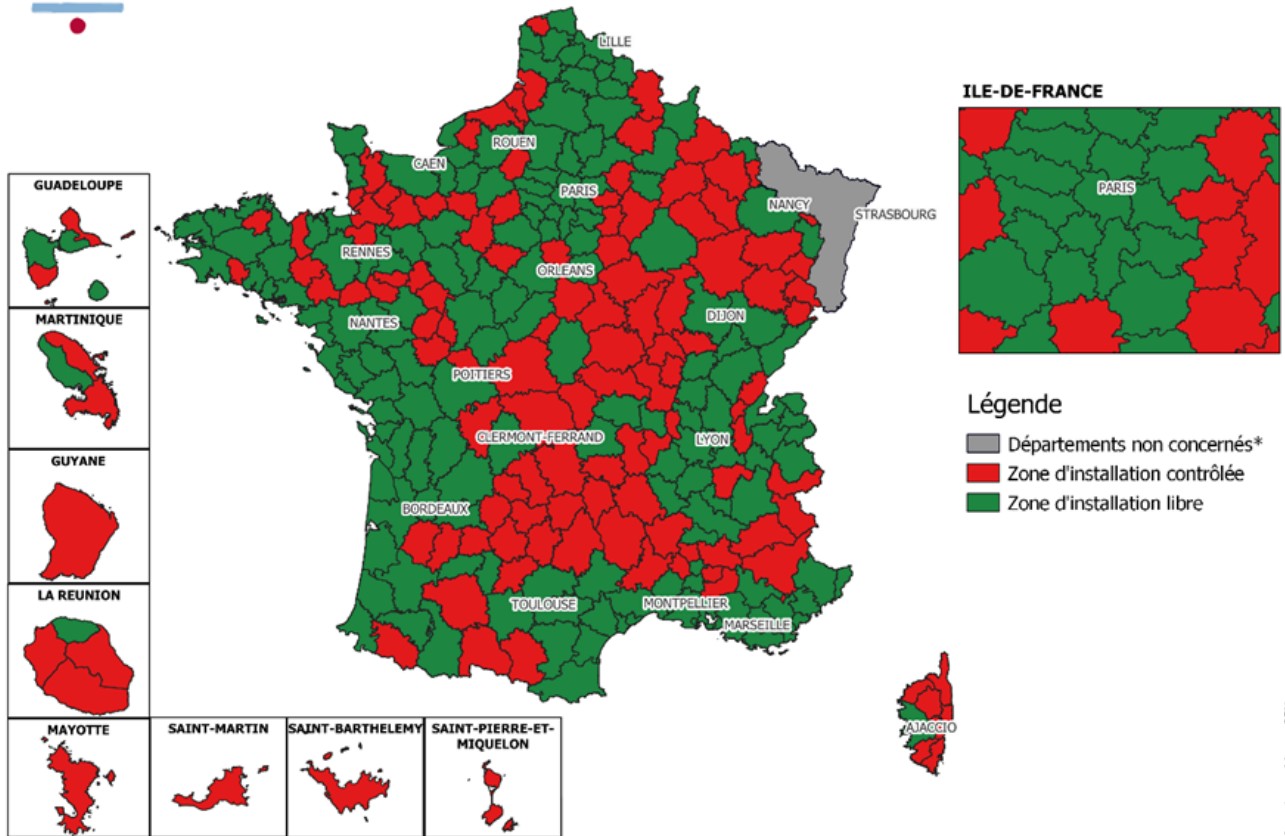 LILLE
ILE-DE-FRANCE
ROUEN
CAEN
PARIS
PARIS
NANCY
STRASBOURG
GUADELOUPE
RENNES
ORLEANS
MARTINIQUE
NANTES
DIJON
POITIERS
Légende
CLERMONT-FERRAND
LYON
Départements non concernés*
GUYANE
Zone d'installation contrôlée
BORDEAUX
Zone d'installation libre
LA REUNION
TOULOUSE
MONTPELLIER
MARSEILLE
MAYOTTE
SAINT-MARTIN
SAINT-BARTHELEMY
SAINT-PIERRE-ET-
MIQUELON
AJACCIO